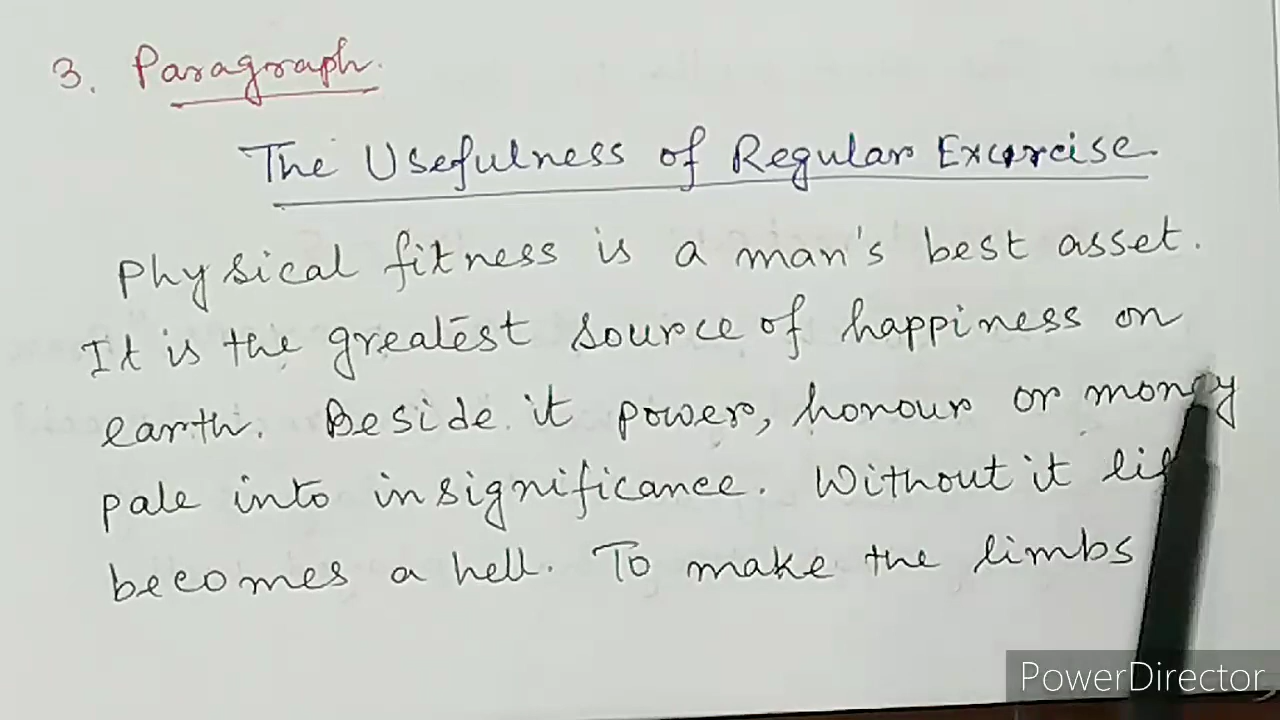 3. Paragraph.
The Usefulness of Regular Exercise.
Physical fitness is a man's best asset.
It is the greatest source of happiness on
earth. Beside it power, honour or money
pale into insignificance. Without it
becomes a hell. To make the limbs
PowerDirector